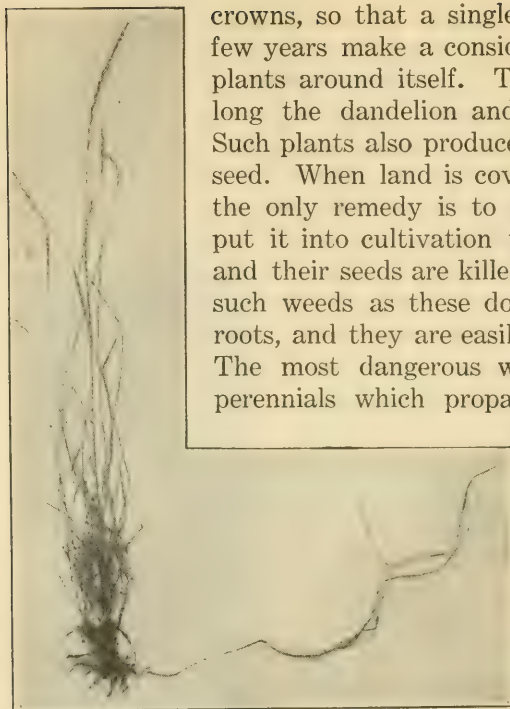 crowns, so that a single
few years make a consid
plants around itself. T
long the dandelion and
Such plants also produce
seed. When land is cov
the only remedy is to
put it into cultivation
and their seeds are kille
such weeds as these do
roots, and they are easil
The most dangerous w
perennials which propa